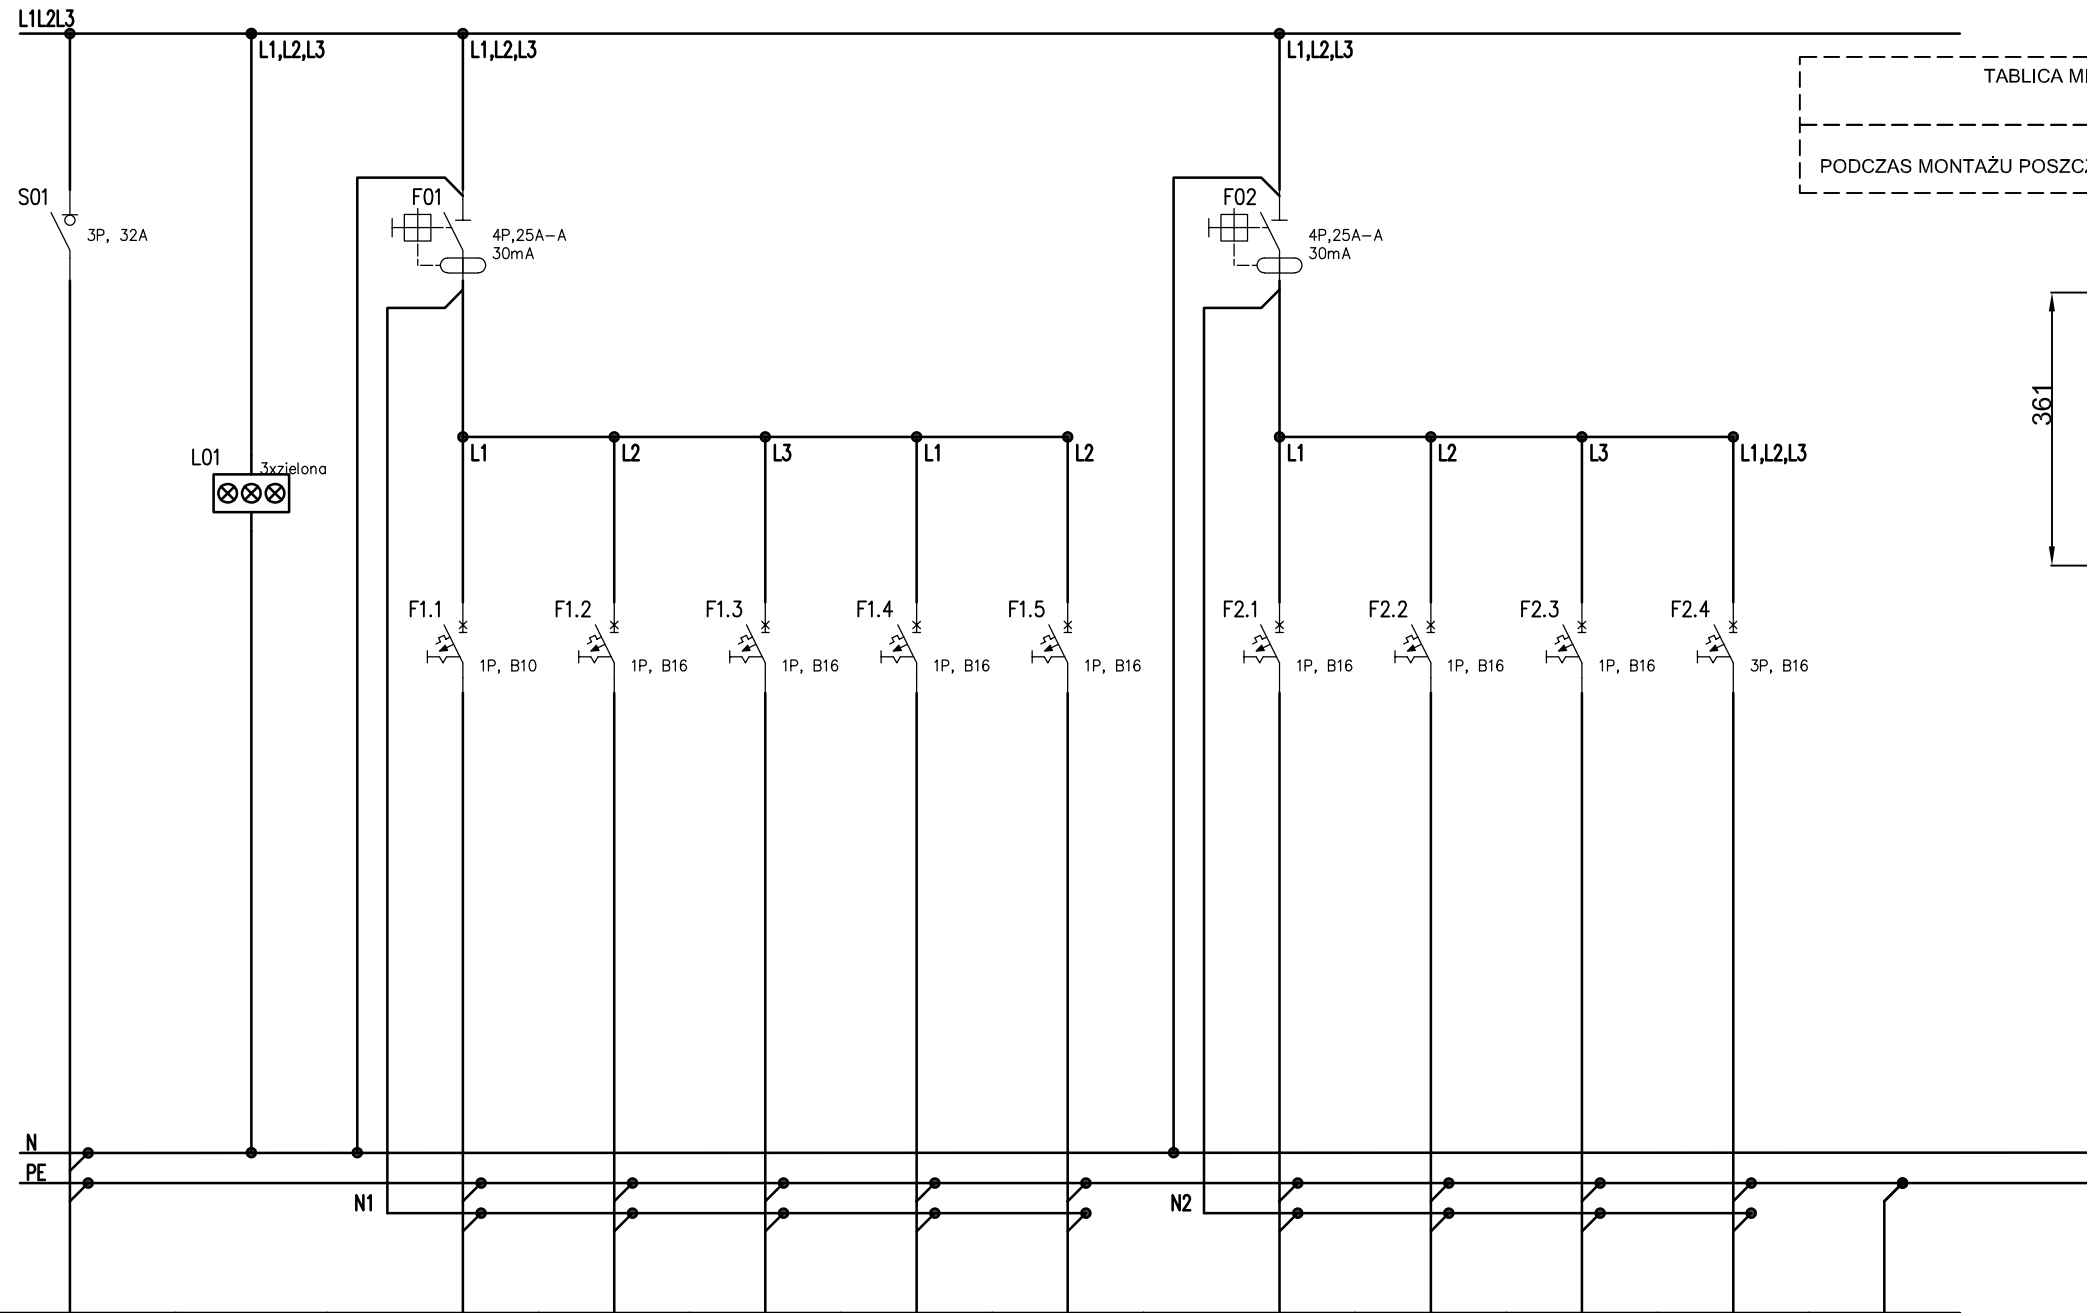 L1L2L3
L1,L2,L3
L1,L2,L3
L1,L2,L3
TABLICA
PODCZAS MONTAŻU
S01
3P, 32A
F01
4P,25A-A
30mA
F02
4P,25A-A
30mA
361
L01
3xzielona
L1
L2
L3
L1
L2
L1
L2
L3
L1,L2,L3
F1.1
1P, B10
F1.2
1P, B16
F1.3
1P, B16
F1.4
1P, B16
F1.5
1P, B16
F2.1
1P, B16
F2.2
1P, B16
F2.3
1P, B16
F2.4
3P, B16
N
PE
N1
N2